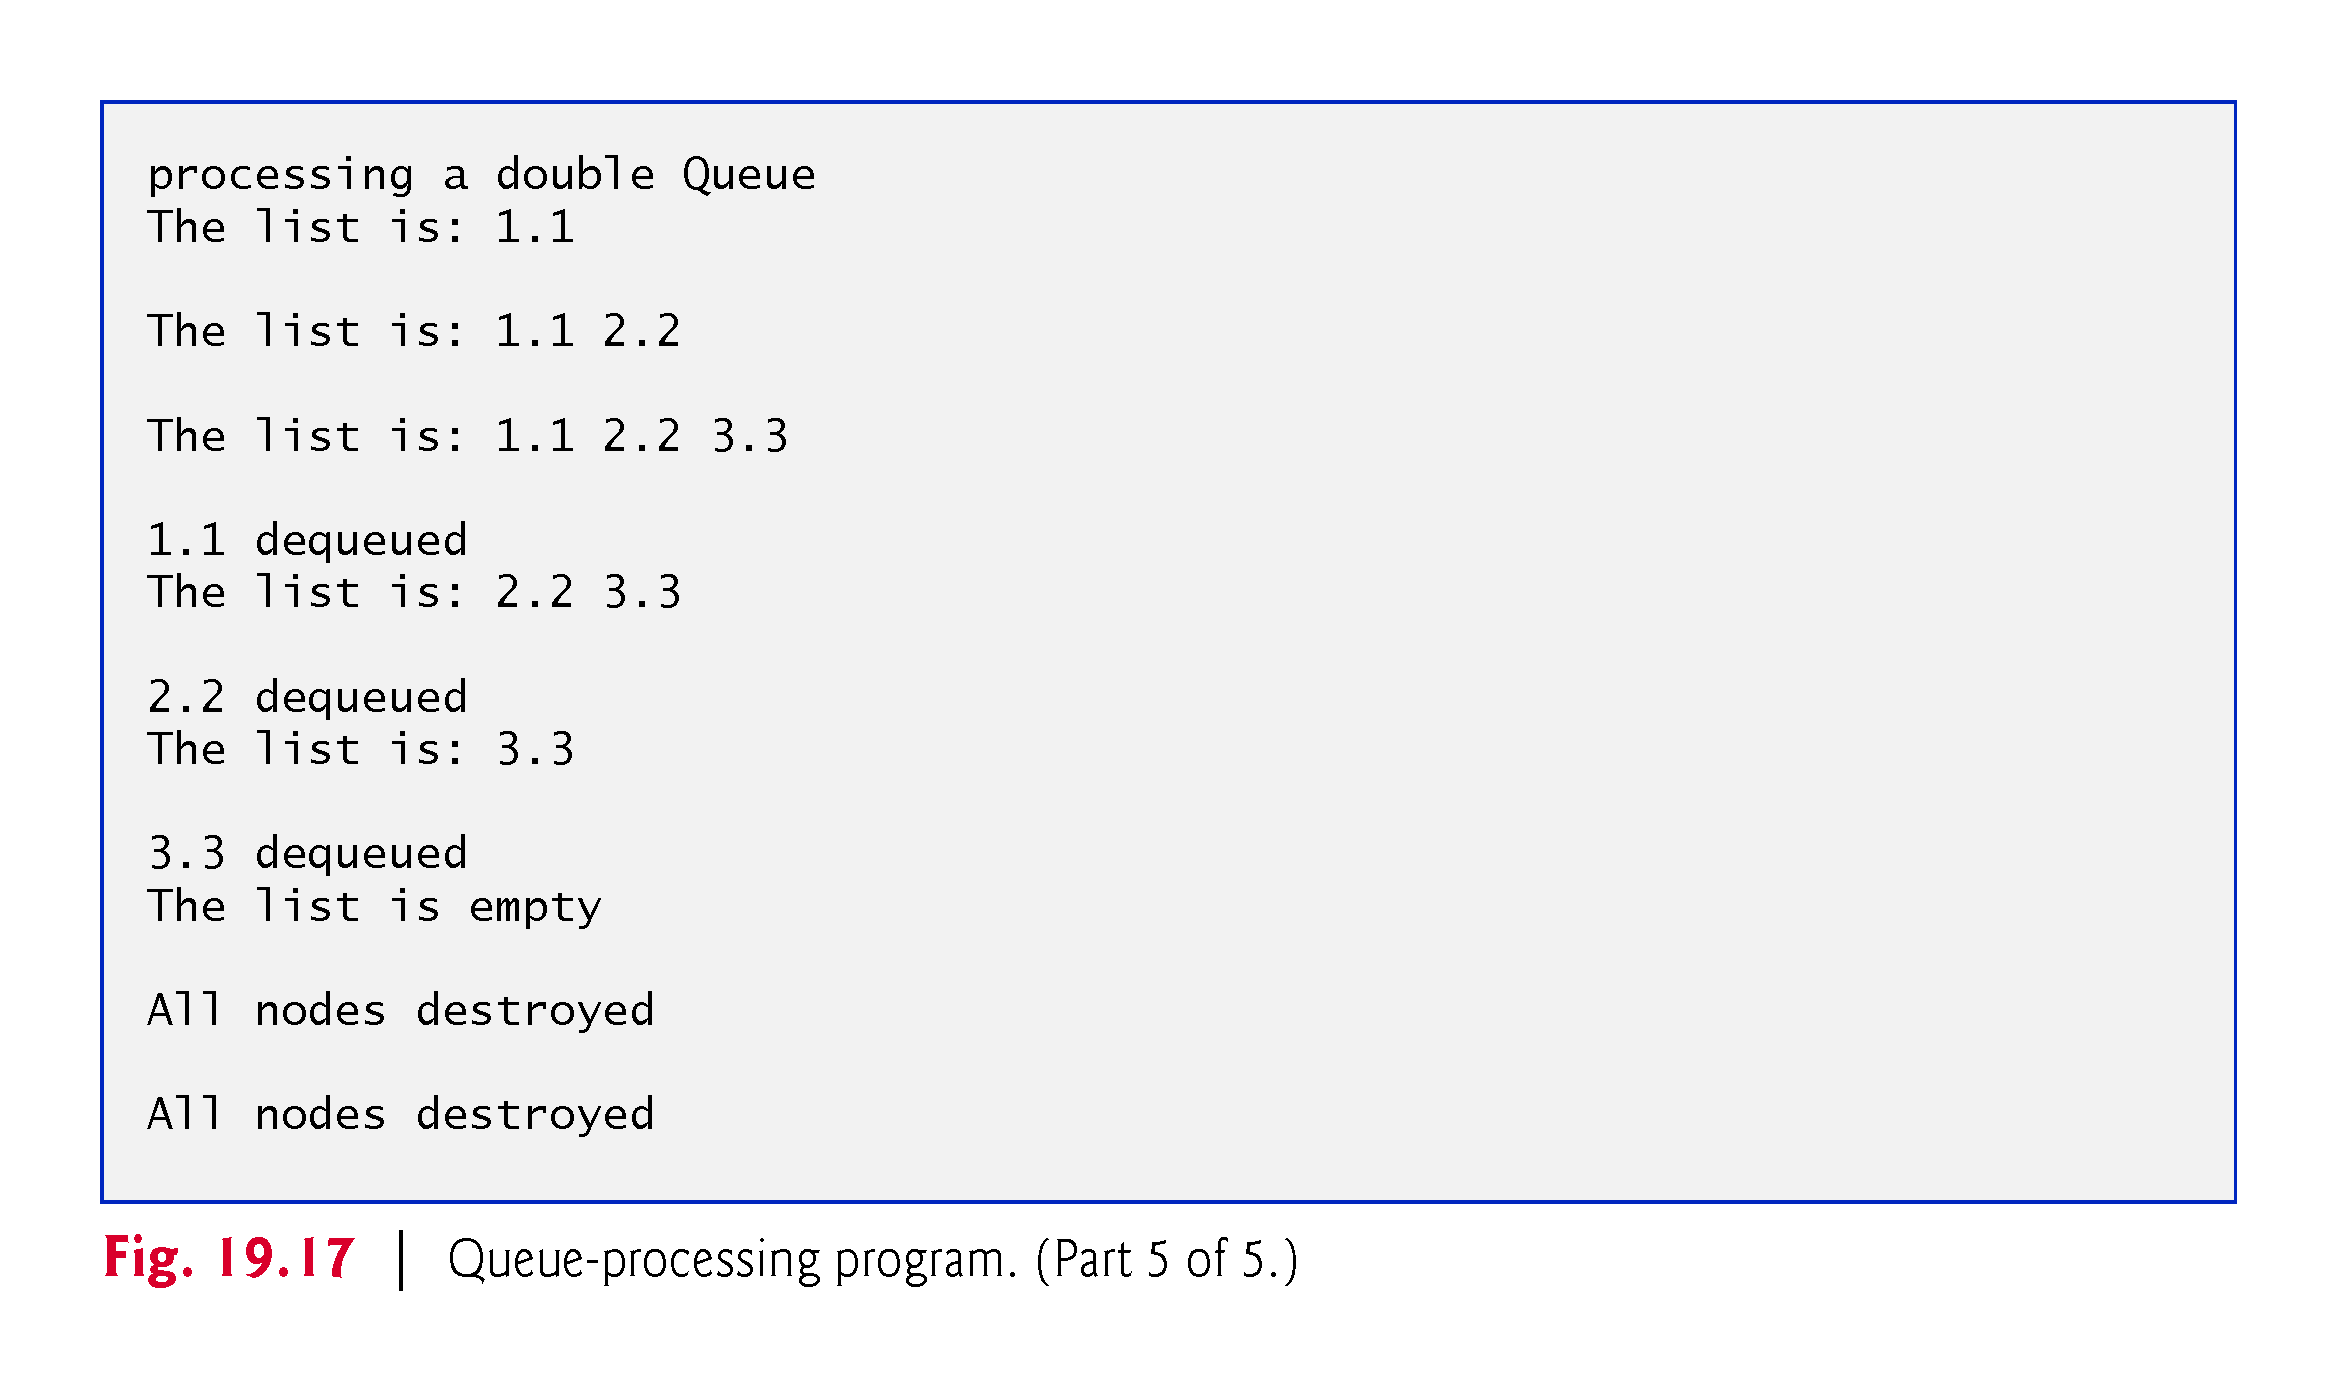 processing a double Queue
The list is: 1.1
The list is: 1.1 2.2
The list is: 1.1 2.2 3.3
1.1 dequeued
The list is: 2.2 3.3
2.2 dequeued
The list is: 3.3
3.3 dequeued
The list is empty
All nodes destroyed
All nodes destroyed
Fig. 19.17 | Queue-processing program. (Part 5 of 5.)